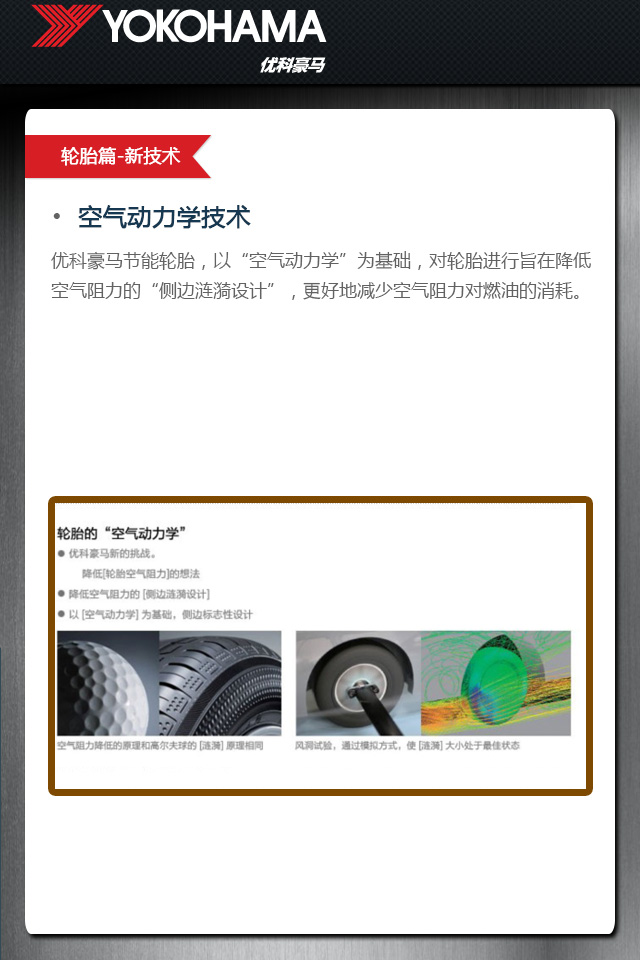 YOKOHAMA
优科豪马
轮胎篇-新技术
• 空气动力学技术
优科豪马节能轮胎，以“空气动力学”为基础，对轮胎进行旨在降低
空气阻力的“侧边涟漪设计”，更好地减少空气阻力对燃油的消耗。
轮胎的“空气动力学”
● 优科豪马新的挑战。
降低[轮胎空气阻力]的想法
● 降低空气阻力的 [侧边涟漪设计]
● 以 [空气动力学] 为基础，侧边标志性设计
空气阻力降低的原理和高尔夫球的 [涟漪] 原理相同
风洞试验，通过模拟方式，使 [涟漪] 大小处于最佳状态